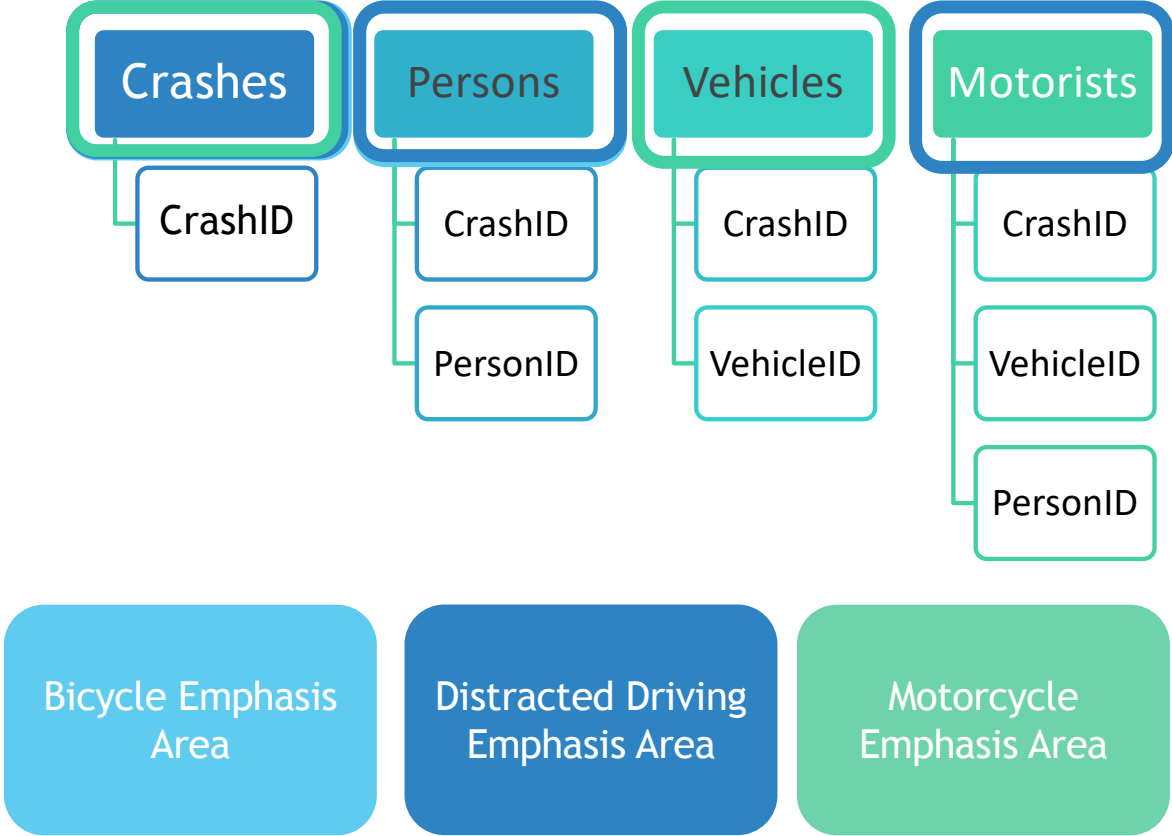 Crashes
CrashID
Persons
CrashID
PersonID
Vehicles
CrashID
VehicleID
Motorists
CrashID
VehicleID
PersonID
Bicycle Emphasis
Area
Distracted Driving
Emphasis Area
Motorcycle
Emphasis Area